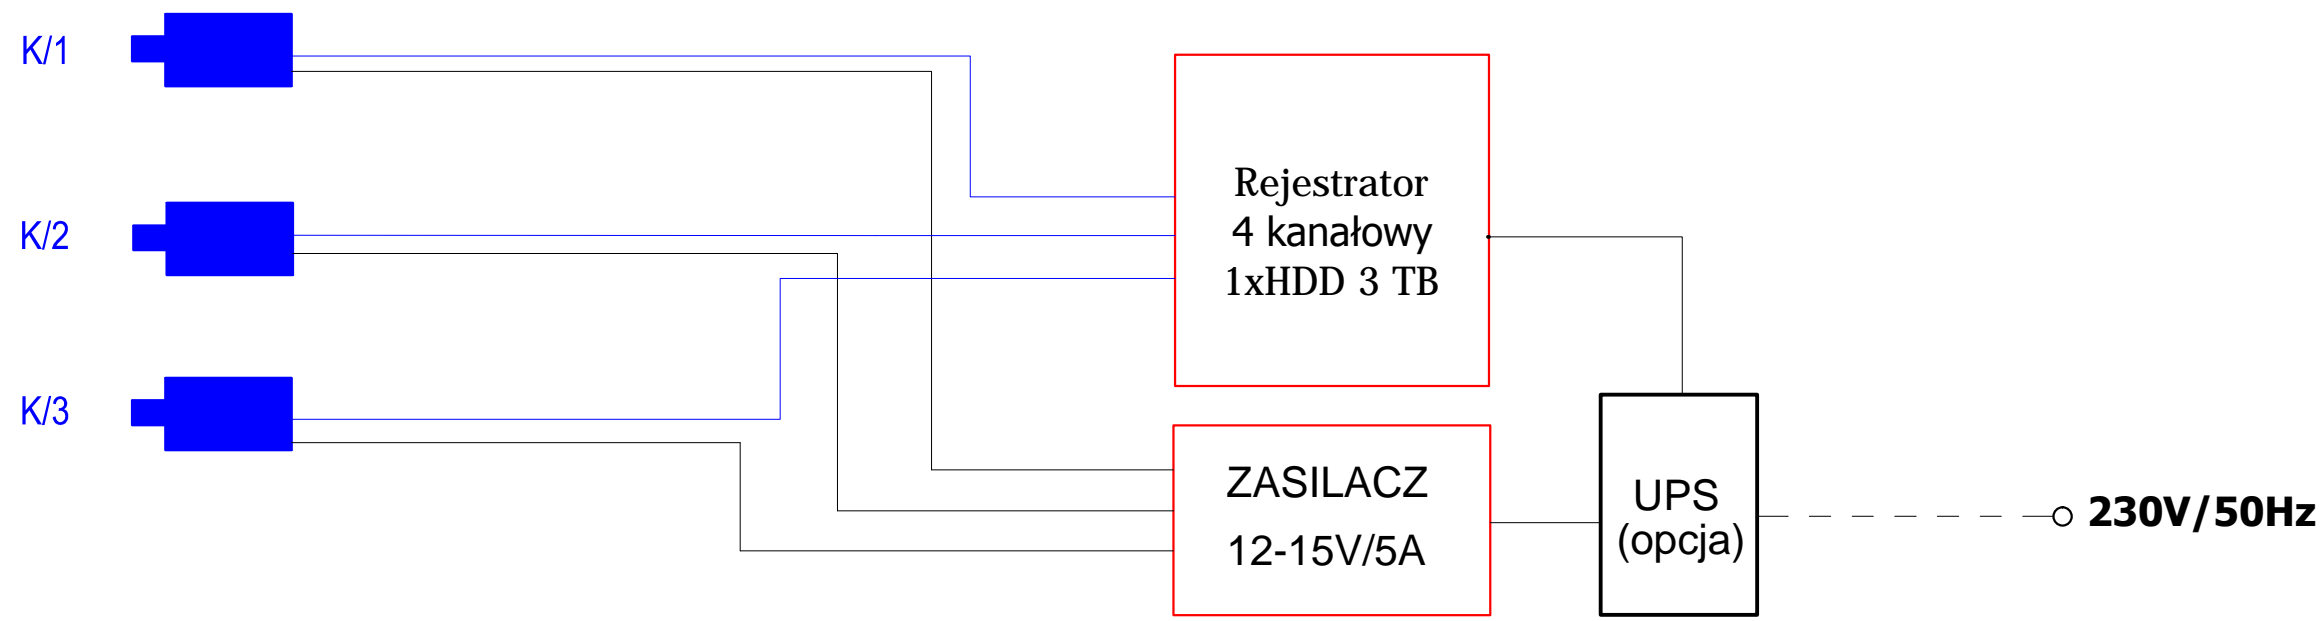 K/1
K/2
K/3
Rejestrator
4 kanałowy
1xHDD 3 TB
ZASILACZ
12-15V/5A
UPS
(opcja)
230V/50Hz